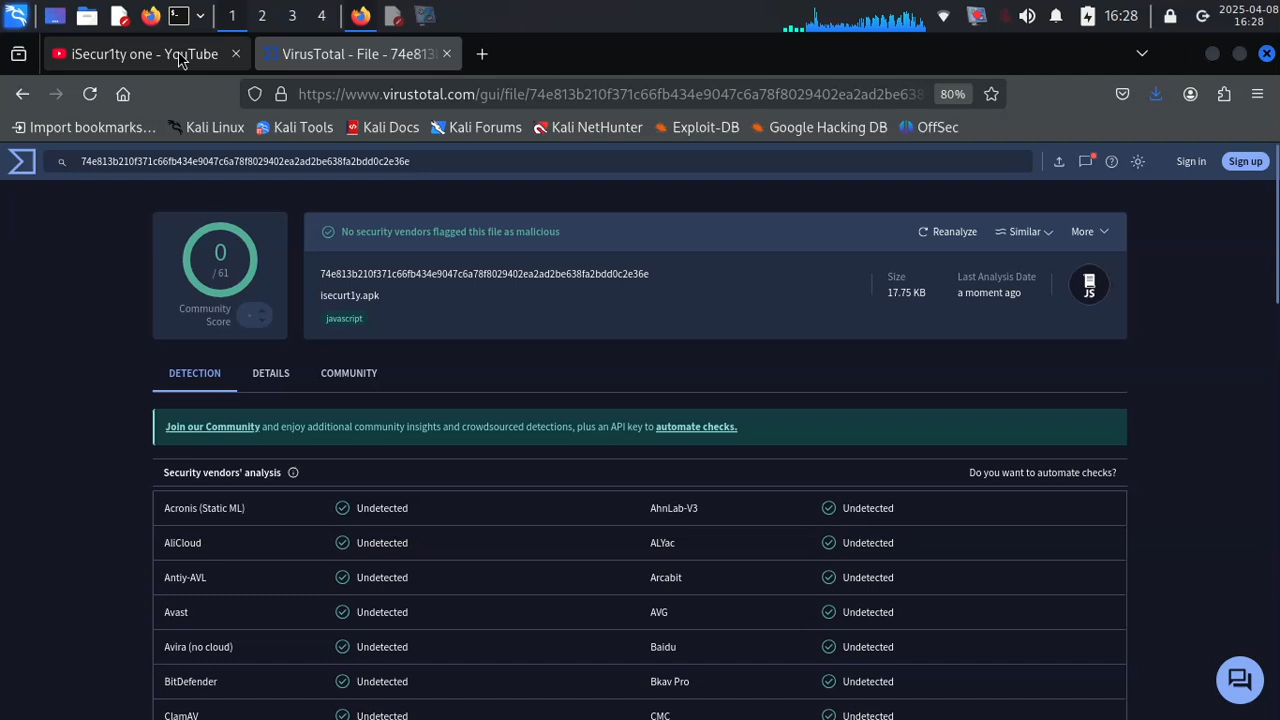 1 2 3 4
16:28
2025-04-08
16:28
iSecur1ty one - YouTube
VirusTotal - File - 74e813
https://www.virustotal.com/gui/file/74e813b210f371c66fb434e9047c6a78f8029402ea2ad2be638
80%
Import bookmarks...
Kali Linux
Kali Tools
Kali Docs
Kali Forums
Kali NetHunter
Exploit-DB
Google Hacking DB
OffSec
74e813b210f371c66fb434e9047c6a78f8029402ea2ad2be638fa2bdd0c2e36e
Sign in
Sign up
0
/ 61
Community
Score
-
No security vendors flagged this file as malicious
Reanalyze
Similar
More
74e813b210f371c66fb434e9047c6a78f8029402ea2ad2be638fa2bdd0c2e36e
isecurt1y.apk
javascript
Size
17.75 KB
Last Analysis Date
a moment ago
JS
DETECTION
DETAILS
COMMUNITY
Join our Community and enjoy additional community insights and crowdsourced detections, plus an API key to automate checks.
Security vendors' analysis
Do you want to automate checks?
Acronis (Static ML) Undetected AhnLab-V3 Undetected
AliCloud Undetected ALYac Undetected
Antiy-AVL Undetected Arcabit Undetected
Avast Undetected AVG Undetected
Avira (no cloud) Undetected Baidu Undetected
BitDefender Undetected Bkav Pro Undetected
ClamAV Undetected CMC Undetected